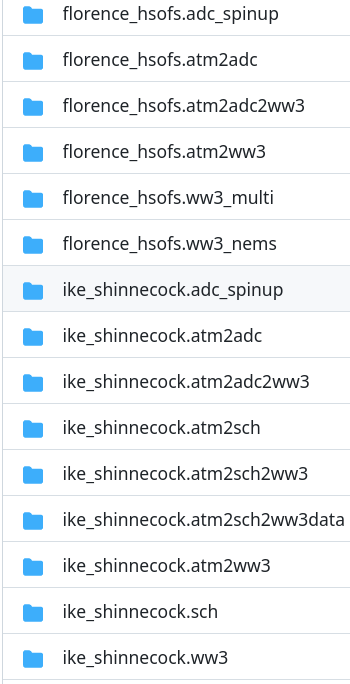 florence_hsofs.adc_spinup
florence_hsofs.atm2adc
florence_hsofs.atm2adc2ww3
florence_hsofs.atm2ww3
florence_hsofs.ww3_multi
florence_hsofs.ww3_nems
ike_shinnecock.adc_spinup
ike_shinnecock.atm2adc
ike_shinnecock.atm2adc2ww3
ike_shinnecock.atm2sch
ike_shinnecock.atm2sch2ww3
ike_shinnecock.atm2sch2ww3data
ike_shinnecock.atm2ww3
ike_shinnecock.sch
ike_shinnecock.ww3